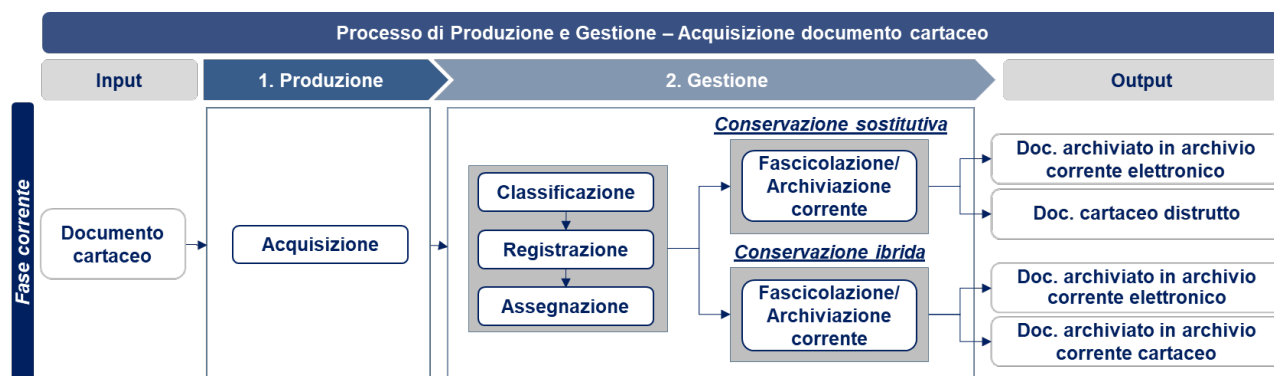 Processo di Produzione e Gestione – Acquisizione documento cartaceo
Input
1. Produzione
2. Gestione
Output
Fase corrente
Documento
cartaceo
Acquisizione
Classificazione
Registrazione
Assegnazione
Conservazione sostitutiva
Fascicolazione/
Archiviazione
corrente
Conservazione ibrida
Fascicolazione/
Archiviazione
corrente
Doc. archiviato in archivio
corrente elettronico
Doc. cartaceo distrutto
Doc. archiviato in archivio
corrente elettronico
Doc. archiviato in archivio
corrente cartaceo